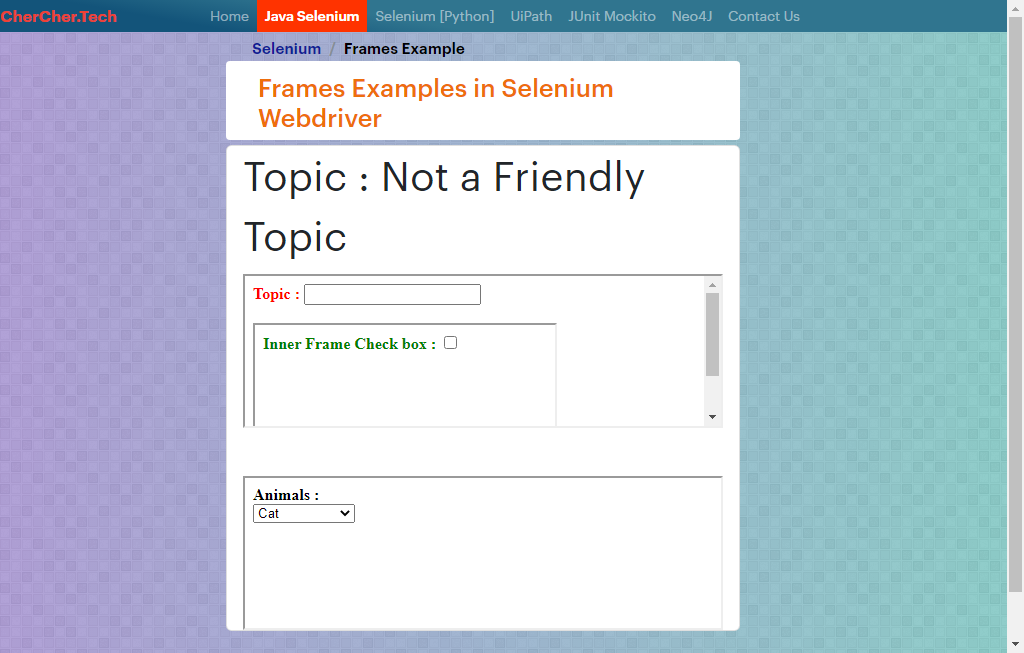 CherCher.Tech Home Java Selenium Selenium [Python] UiPath JUnit Mockito Neo4J Contact Us
Selenium / Frames Example
Frames Examples in Selenium
Webdriver
Topic : Not a Friendly
Topic
Topic :
Inner Frame Check box :
Animals :
Cat